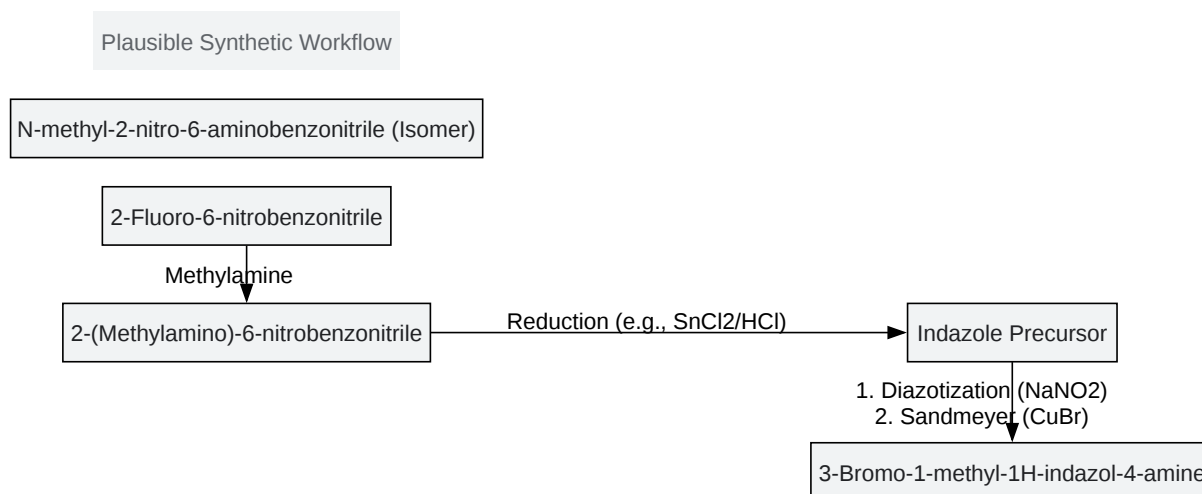 Plausible Synthetic Workflow
N-methyl-2-nitro-6-aminobenzonitrile (Isomer)
2-Fluoro-6-nitrobenzonitrile
Methylamine
2-(Methylamino)-6-nitrobenzonitrile
Reduction (e.g., SnCl2/HCl)
Indazole Precursor
1. Diazotization (NaNO2)
2. Sandmeyer (CuBr)
3-Bromo-1-methyl-1H-indazol-4-amine